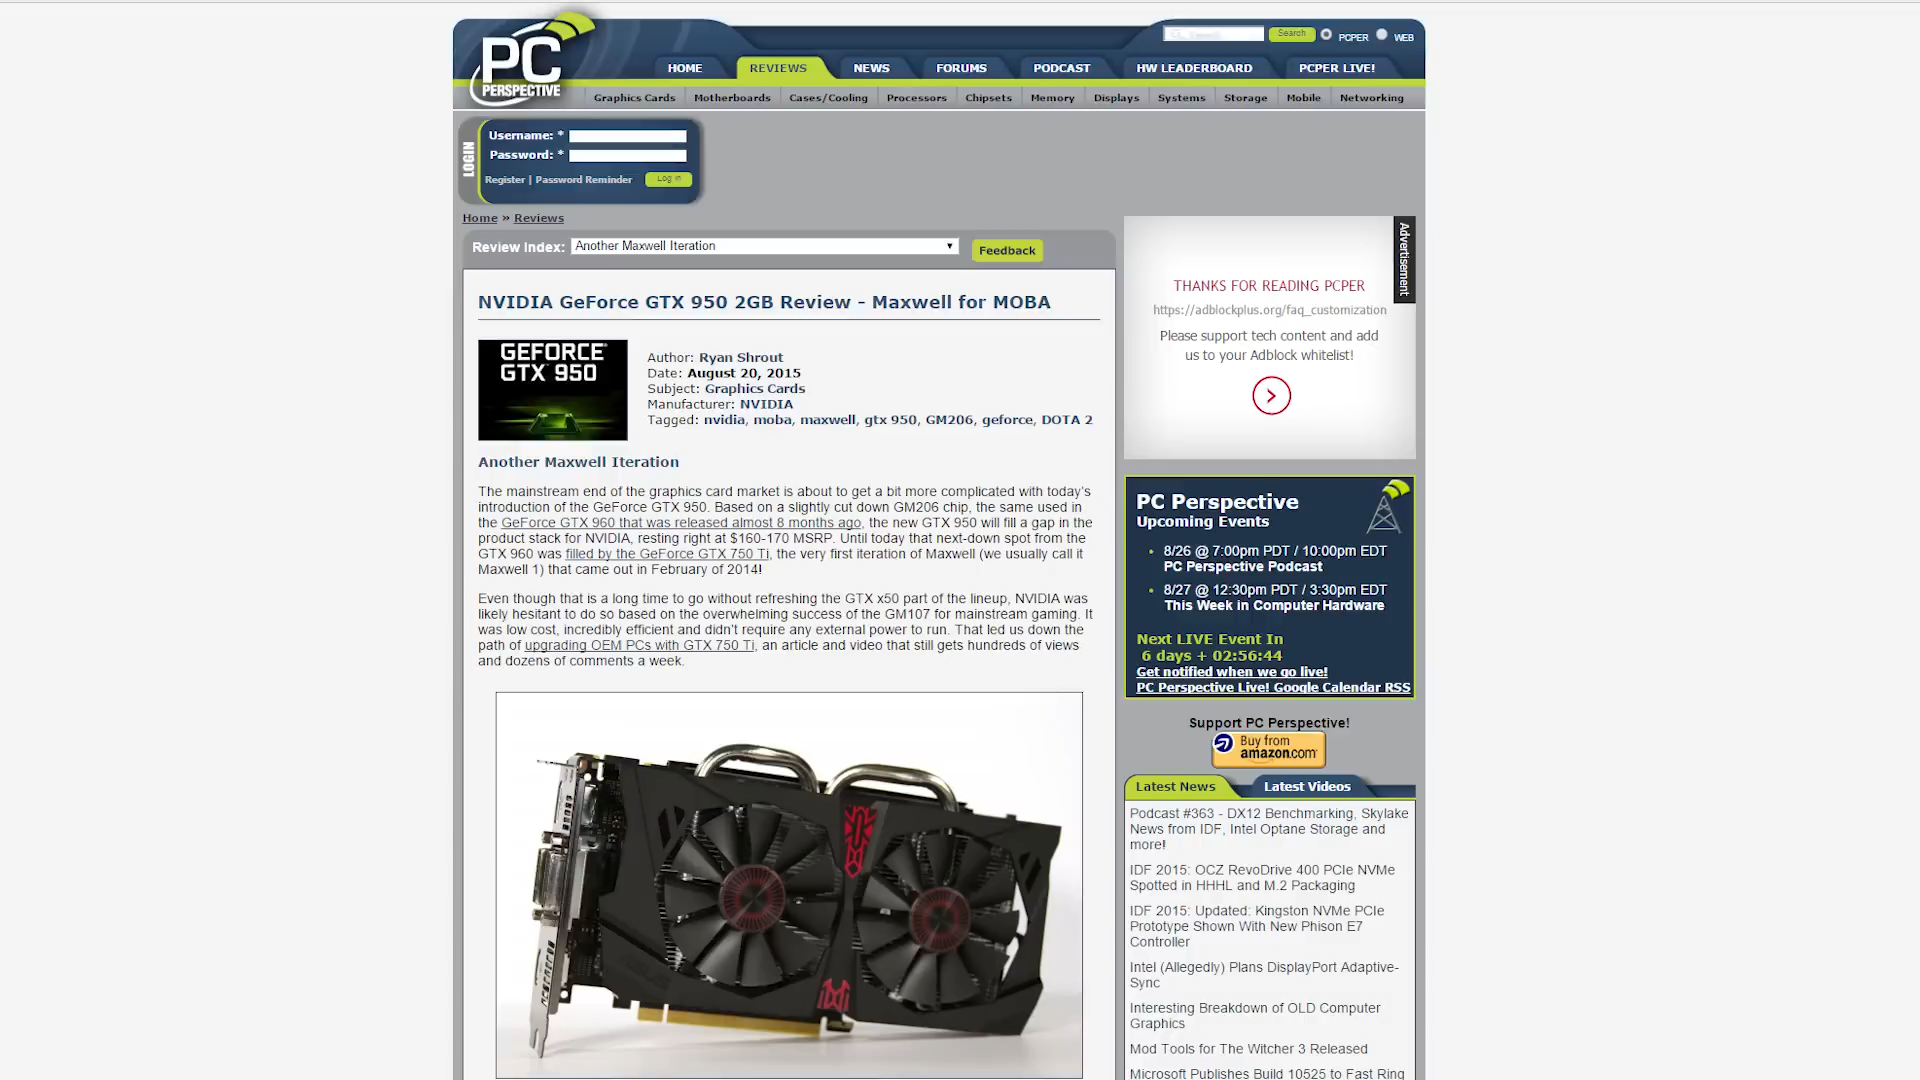 PC
PERSPECTIVE
Search
PCPER
WEB
HOME
REVIEWS
NEWS
FORUMS
PODCAST
HW LEADERBOARD
PCPER LIVE!
Graphics Cards
Motherboards
Cases/Cooling
Processors
Chipsets
Memory
Displays
Systems
Storage
Mobile
Networking
LOGIN
Username: *
Password: *
Register | Password Reminder
Log in
Home » Reviews
Review Index: Another Maxwell Iteration
Feedback
NVIDIA GeForce GTX 950 2GB Review - Maxwell for MOBA
GEFORCE
GTX 950
Author: Ryan Shrout
Date: August 20, 2015
Subject: Graphics Cards
Manufacturer: NVIDIA
Tagged: nvidia, moba, maxwell, gtx 950, GM206, geforce, DOTA 2
Another Maxwell Iteration
The mainstream end of the graphics card market is about to get a bit more complicated with today's
introduction of the GeForce GTX 950. Based on a slightly cut down GM206 chip, the same used in
the GeForce GTX 960 that was released almost 8 months ago, the new GTX 950 will fill a gap in the
product stack for NVIDIA, resting right at $160-170 MSRP. Until today that next-down spot from the
GTX 960 was filled by the GeForce GTX 750 Ti, the very first iteration of Maxwell (we usually call it
Maxwell 1) that came out in February of 2014!
Even though that is a long time to go without refreshing the GTX x50 part of the lineup, NVIDIA was
likely hesitant to do so based on the overwhelming success of the GM107 for mainstream gaming. It
was low cost, incredibly efficient and didn't require any external power to run. That led us down the
path of upgrading OEM PCs with GTX 750 Ti, an article and video that still gets hundreds of views
and dozens of comments a week.
Advertisement
THANKS FOR READING PCPER
https://adblockplus.org/faq_customization
Please support tech content and add
us to your Adblock whitelist!
PC Perspective
Upcoming Events
• 8/26 @ 7:00pm PDT / 10:00pm EDT
PC Perspective Podcast
• 8/27 @ 12:30pm PDT / 3:30pm EDT
This Week in Computer Hardware
Next LIVE Event In
6 days + 02:56:44
Get notified when we go live!
PC Perspective Live! Google Calendar RSS
Support PC Perspective!
Buy from
amazon.com
Latest News
Latest Videos
Podcast #363 - DX12 Benchmarking, Skylake
News from IDF, Intel Optane Storage and
more!
IDF 2015: OCZ RevoDrive 400 PCIe NVMe
Spotted in HHHL and M.2 Packaging
IDF 2015: Updated: Kingston NVMe PCIe
Prototype Shown With New Phison E7
Controller
Intel (Allegedly) Plans DisplayPort Adaptive-
Sync
Interesting Breakdown of OLD Computer
Graphics
Mod Tools for The Witcher 3 Released
Microsoft Publishes Build 10525 to Fast Ring